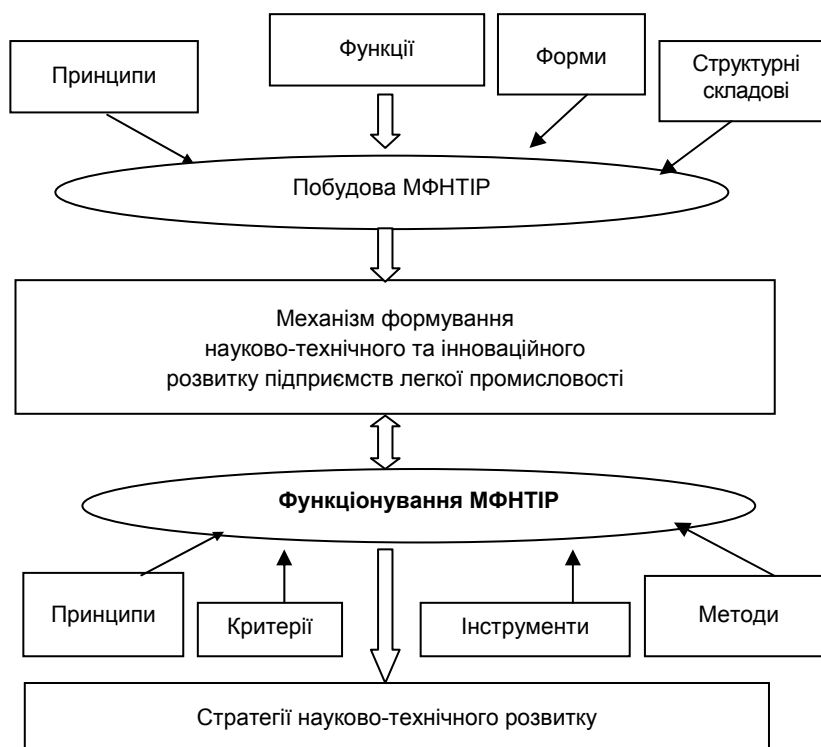 Принципи
Функції
Форми
Структурні
складові
Побудова МФНТІР
Механізм формування
науково-технічного та інноваційного
розвитку підприємств легкої промисловості
Функціонування МФНТІР
Принципи
Критерії
Інструменти
Методи
Стратегії науково-технічного розвитку